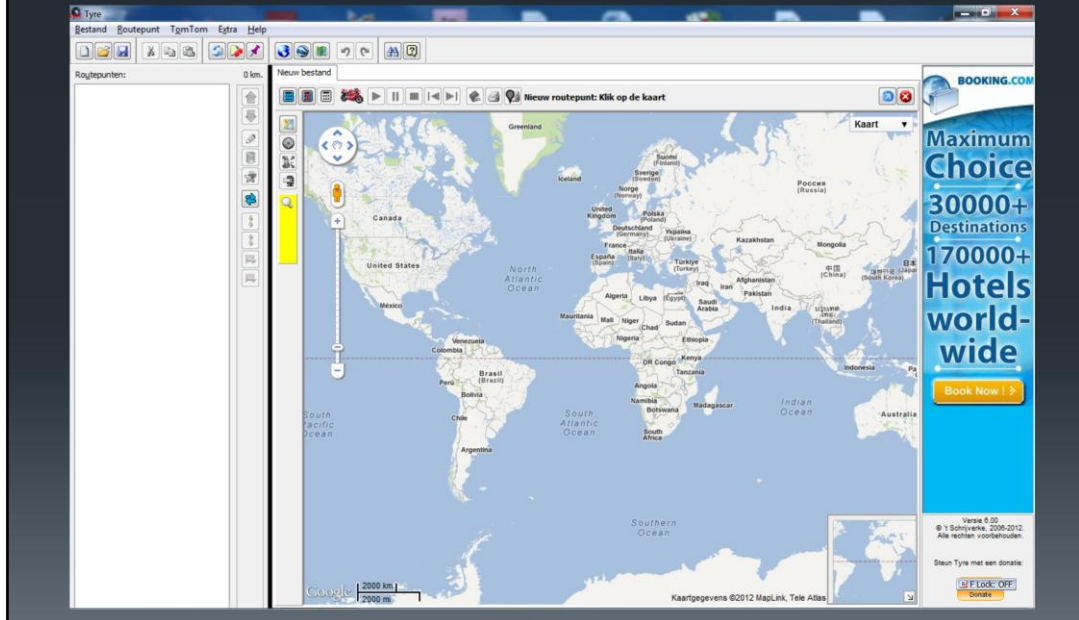 Tyre
Bestand Routepunt TomTom Extra Help
Routepunten: 0 km.
Nieuw bestand
Nieuw routepunt: Klik op de kaart
Kaart
Greenland
Iceland
Suomi
(Finland)
Sverige
(Sweden)
Norge
(Norway)
Россия
(Russia)
United
Kingdom
Polska
(Poland)
Deutschland
(Germany)
Україна
(Ukraine)
Canada
France
Italia
(Italy)
España
(Spain)
Türkiye
(Turkey)
Kazakhstan
Mongolia
中国
(China)
(South Korea)
United States
North
Atlantic
Ocean
Iraq
Iran
Afghanistan
Pakistan
Algeria
Libya
(Egypt)
Saudi
Arabia
India
(Thailand)
México
Mauritania
Mali
Niger
Chad
Sudan
Nigeria
Ethiopia
Venezuela
Colombia
DR Congo
Kenya
Tanzania
Indonesia
Perú
Brasil
(Brazil)
Bolivia
Angola
Namibia
Botswana
Madagascar
Indian
Ocean
Australia
South
Pacific
Ocean
Chile
South
Atlantic
Ocean
South
Africa
Argentina
Southern
Ocean
Google
2000 km
2000 mi
Kaartgegevens ©2012 MapLink, Tele Atlas
BOOKING.COM
Maximum
Choice
30000+
Destinations
170000+
Hotels
world-
wide
Book Now !
Versie 6.00
© 't Schrijverke, 2006-2012.
Alle rechten voorbehouden.
Steun Tyre met een donatie:
F Lock: OFF
Donate